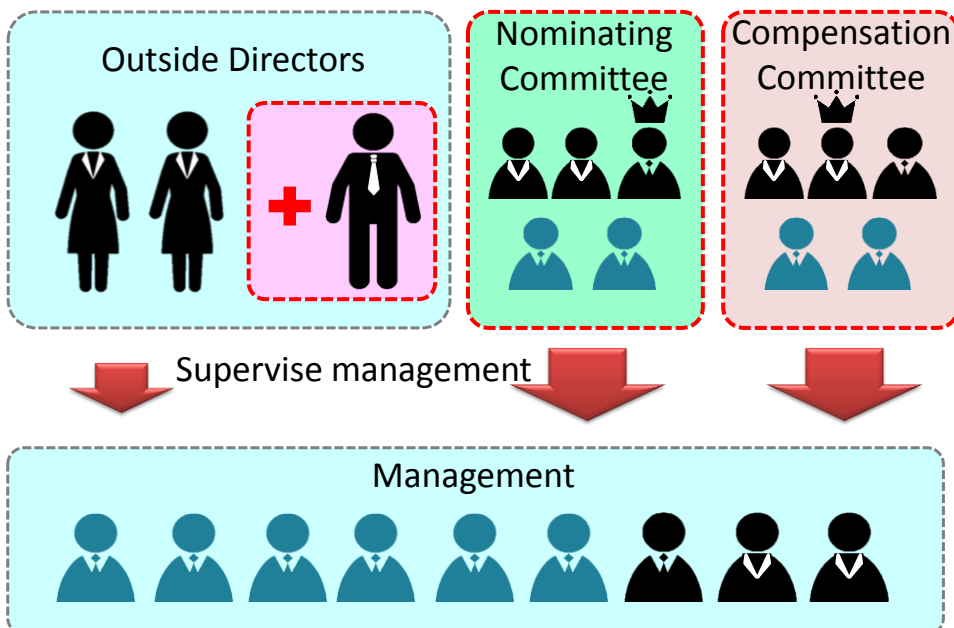 Outside Directors
Nominating
Committee
Compensation
Committee
Supervise management
Management